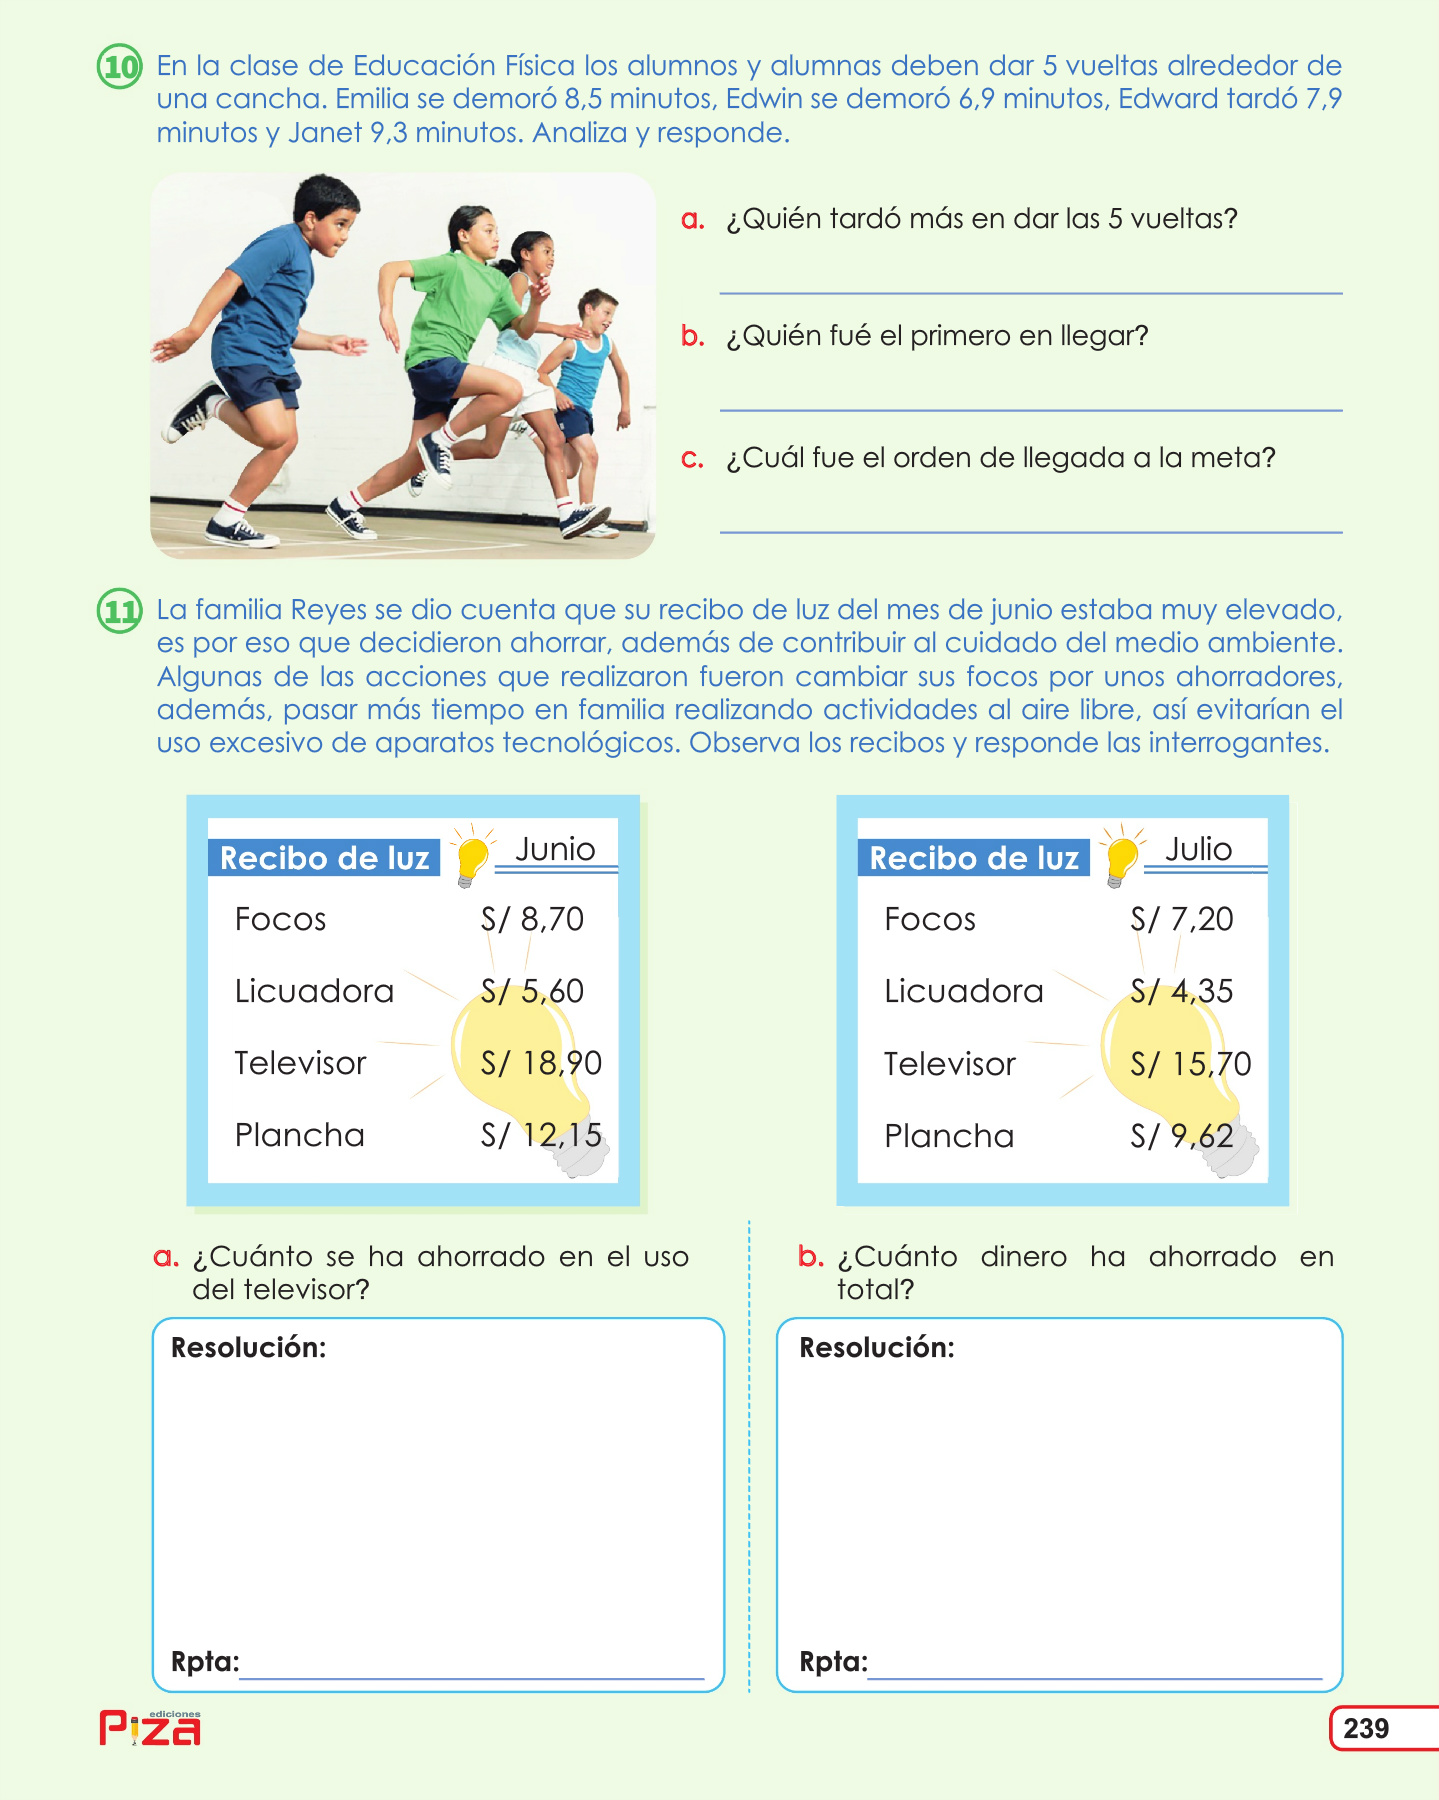 10 En la clase de Educación Física los alumnos y alumnas deben dar 5 vueltas alrededor de
una cancha. Emilia se demoró 8,5 minutos, Edwin se demoró 6,9 minutos, Edward tardó 7,9
minutos y Janet 9,3 minutos. Analiza y responde.
a. ¿Quién tardó más en dar las 5 vueltas?
b. ¿Quién fué el primero en llegar?
c. ¿Cuál fue el orden de llegada a la meta?
11 La familia Reyes se dio cuenta que su recibo de luz del mes de junio estaba muy elevado,
es por eso que decidieron ahorrar, además de contribuir al cuidado del medio ambiente.
Algunas de las acciones que realizaron fueron cambiar sus focos por unos ahorradores,
además, pasar más tiempo en familia realizando actividades al aire libre, así evitarían el
uso excesivo de aparatos tecnológicos. Observa los recibos y responde las interrogantes.
Recibo de luz Junio
Focos S/ 8,70
Licuadora S/ 5,60
Televisor S/ 18,90
Plancha S/ 12,15
Recibo de luz Julio
Focos S/ 7,20
Licuadora S/ 4,35
Televisor S/ 15,70
Plancha S/ 9,62
a. ¿Cuánto se ha ahorrado en el uso
del televisor?
Resolución:
Rpta:
b. ¿Cuánto dinero ha ahorrado en
total?
Resolución:
Rpta:
ediciones
Piza
239